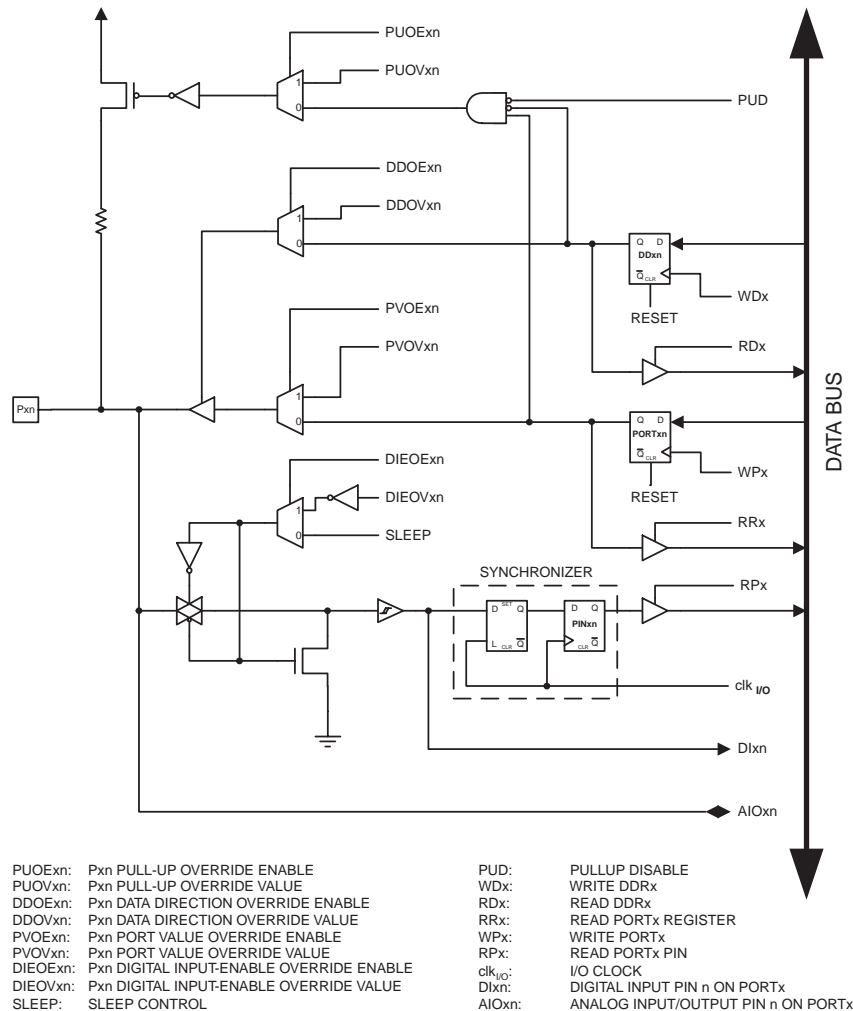 PUOExn
PUOVxn
1
0
PUD
DDOExn
DDOVxn
1
0
Q D
DDxn
Q CLR
WDx
RESET
RDx
PVOExn
PVOVxn
1
0
Pxn
Q D
PORTxn
Q CLR
WPx
RESET
RRx
DATA BUS
DIEOExn
DIEOVxn
1
0
SLEEP
SYNCHRONIZER
RPx
D SET Q
L CLR Q
D Q
PINxn
CLR Q
clk I/O
DIxn
AIOxn
PUOExn: Pxn PULL-UP OVERRIDE ENABLE
PUOVxn: Pxn PULL-UP OVERRIDE VALUE
DDOExn: Pxn DATA DIRECTION OVERRIDE ENABLE
DDOVxn: Pxn DATA DIRECTION OVERRIDE VALUE
PVOExn: Pxn PORT VALUE OVERRIDE ENABLE
PVOVxn: Pxn PORT VALUE OVERRIDE VALUE
DIEOExn: Pxn DIGITAL INPUT-ENABLE OVERRIDE ENABLE
DIEOVxn: Pxn DIGITAL INPUT-ENABLE OVERRIDE VALUE
SLEEP: SLEEP CONTROL
PUD: PULLUP DISABLE
WDx: WRITE DDRx
RDx: READ DDRx
RRx: READ PORTx REGISTER
WPx: WRITE PORTx
RPx: READ PORTx PIN
clkI/O: I/O CLOCK
DIxn: DIGITAL INPUT PIN n ON PORTx
AIOxn: ANALOG INPUT/OUTPUT PIN n ON PORTx